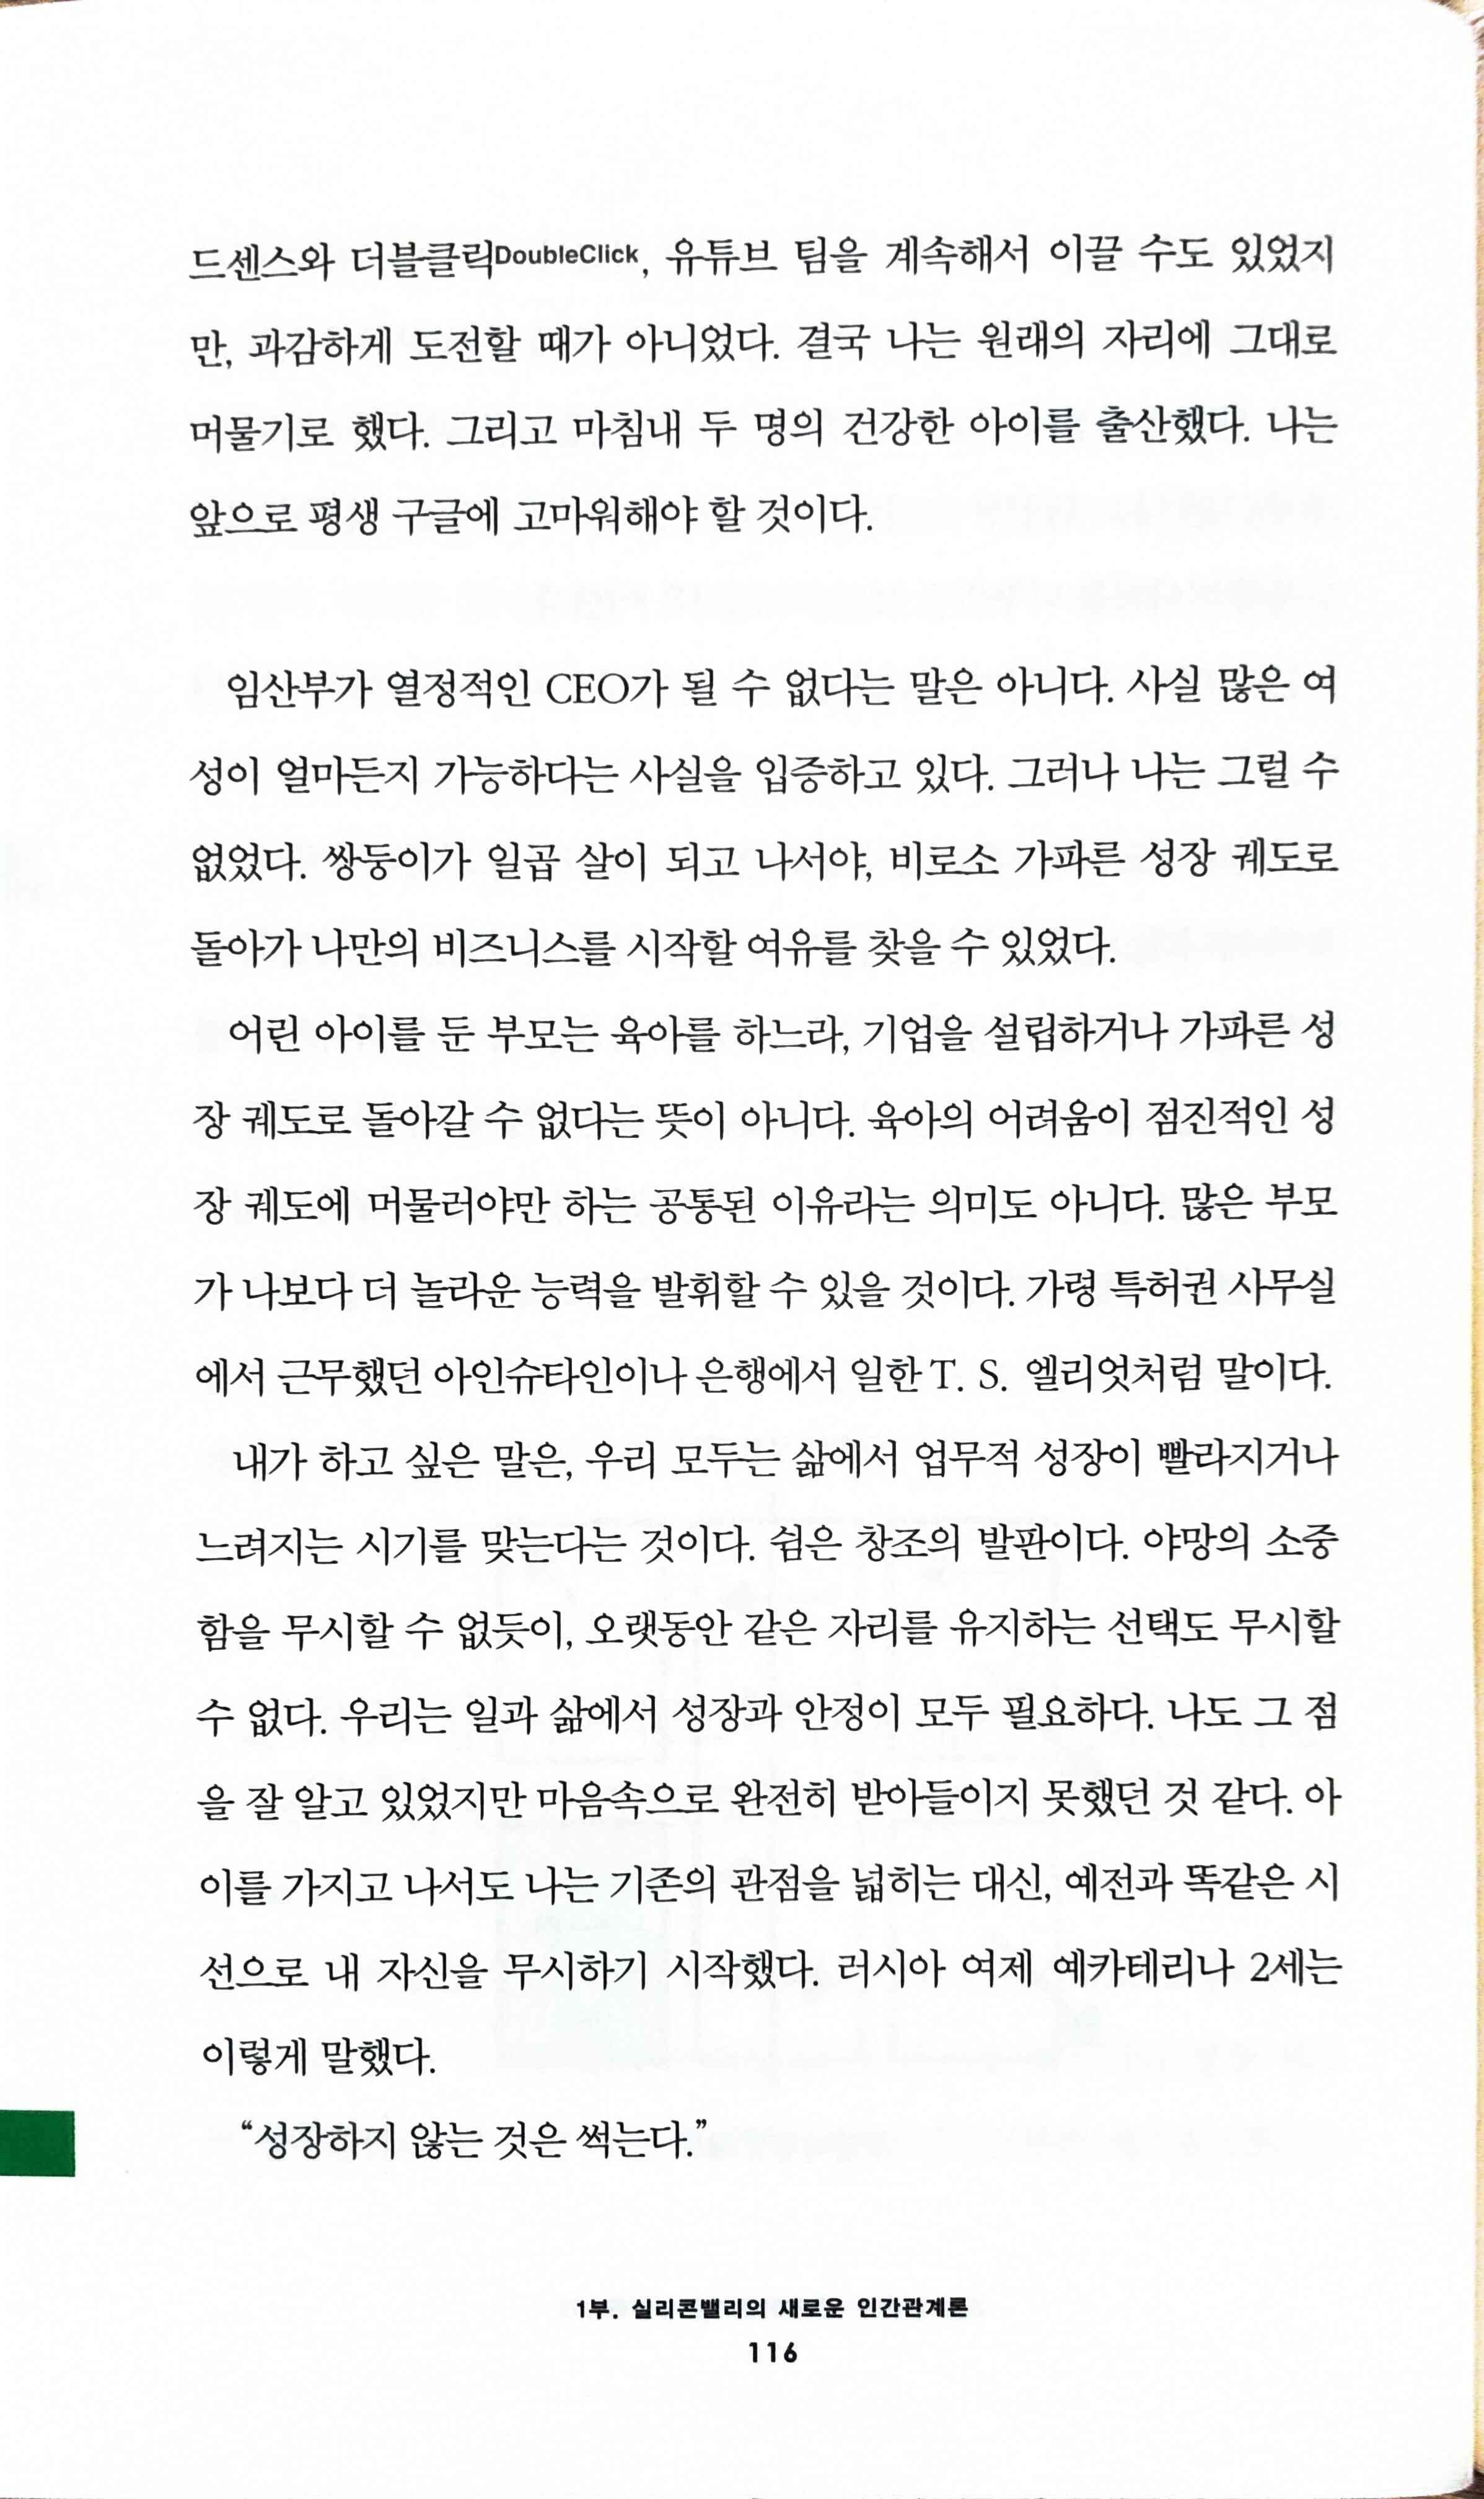 드센스와 더블클릭DoubleClick, 유튜브 팀을 계속해서 이끌 수도 있었지
만, 과감하게 도전할 때가 아니었다. 결국 나는 원래의 자리에 그대로
머물기로 했다. 그리고 마침내 두 명의 건강한 아이를 출산했다. 나는
앞으로 평생 구글에 고마워해야 할 것이다.
임산부가 열정적인 CEO가 될 수 없다는 말은 아니다. 사실 많은 여
성이 얼마든지 가능하다는 사실을 입증하고 있다. 그러나 나는 그럴 수
없었다. 쌍둥이가 일곱 살이 되고 나서야, 비로소 가파른 성장 궤도로
돌아가 나만의 비즈니스를 시작할 여유를 찾을 수 있었다.
어린 아이를 둔 부모는 육아를 하느라, 기업을 설립하거나 가파른 성
장 궤도로 돌아갈 수 없다는 뜻이 아니다. 육아의 어려움이 점진적인 성
장 궤도에 머물러야만 하는 공통된 이유라는 의미도 아니다. 많은 부모
가 나보다 더 놀라운 능력을 발휘할 수 있을 것이다. 가령 특허권 사무실
에서 근무했던 아인슈타인이나 은행에서 일한 T. S. 엘리엇처럼 말이다.
내가 하고 싶은 말은, 우리 모두는 삶에서 업무적 성장이 빨라지거나
느려지는 시기를 맞는다는 것이다. 쉼은 창조의 발판이다. 야망의 소중
함을 무시할 수 없듯이, 오랫동안 같은 자리를 유지하는 선택도 무시할
수 없다. 우리는 일과 삶에서 성장과 안정이 모두 필요하다. 나도 그 점
을 잘 알고 있었지만 마음속으로 완전히 받아들이지 못했던 것 같다. 아
이를 가지고 나서도 나는 기존의 관점을 넓히는 대신, 예전과 똑같은 시
선으로 내 자신을 무시하기 시작했다. 러시아 여제 예카테리나 2세는
이렇게 말했다.
“성장하지 않는 것은 썩는다.”
1부. 실리콘밸리의 새로운 인간관계론
116